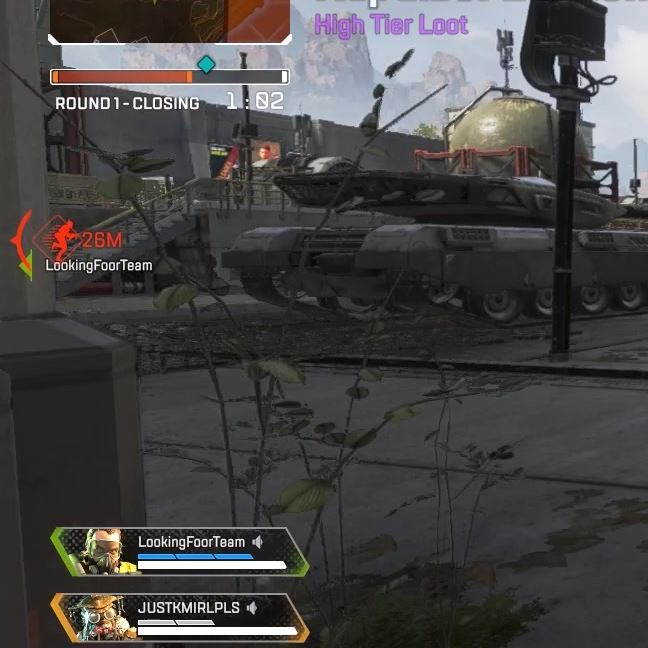 High Tier Loot
ROUND 1 - CLOSING 1:02
26M
LookingFoorTeam
LookingFoorTeam
JUSTKMIRLPLS